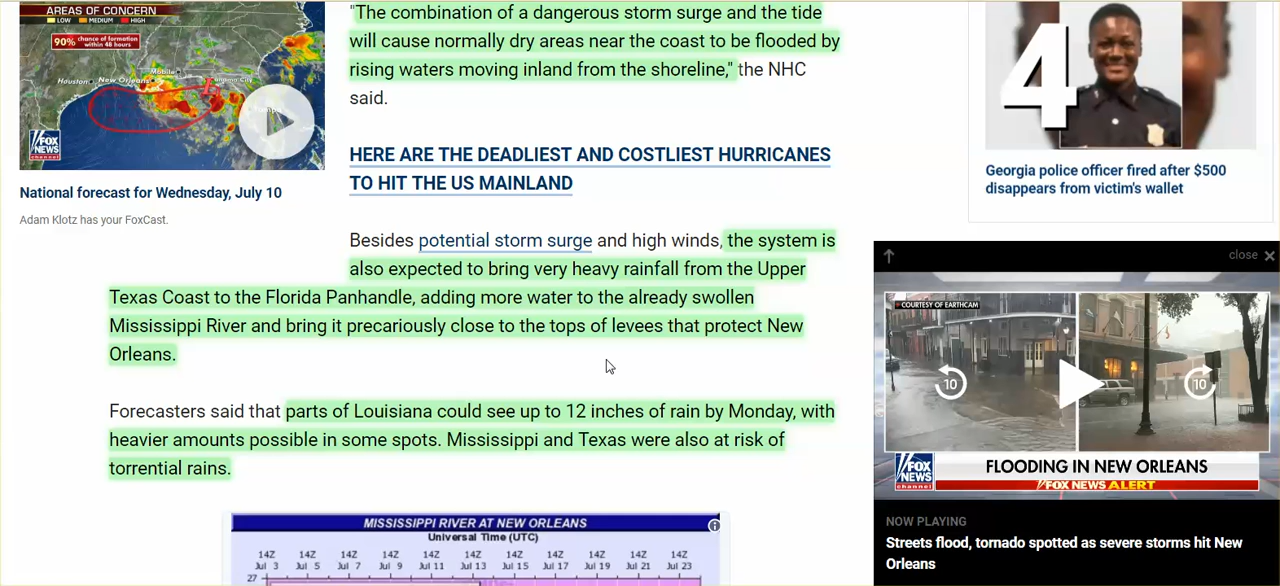 AREAS OF CONCERN
LOW MEDIUM HIGH
90% chance of formation
within 48 hours
Houston
New Orleans
Mobile
FOX
NEWS
channel
National forecast for Wednesday, July 10
Adam Klotz has your FoxCast.
"The combination of a dangerous storm surge and the tide
will cause normally dry areas near the coast to be flooded by
rising waters moving inland from the shoreline," the NHC
said.
HERE ARE THE DEADLIEST AND COSTLIEST HURRICANES
TO HIT THE US MAINLAND
Besides potential storm surge and high winds, the system is
also expected to bring very heavy rainfall from the Upper
Texas Coast to the Florida Panhandle, adding more water to the already swollen
Mississippi River and bring it precariously close to the tops of levees that protect New
Orleans.
Forecasters said that parts of Louisiana could see up to 12 inches of rain by Monday, with
heavier amounts possible in some spots. Mississippi and Texas were also at risk of
torrential rains.
MISSISSIPPI RIVER AT NEW ORLEANS
Universal Time (UTC)
14Z 14Z 14Z 14Z 14Z 14Z 14Z 14Z 14Z 14Z 14Z
Jul 3 Jul 5 Jul 7 Jul 9 Jul 11 Jul 13 Jul 15 Jul 17 Jul 19 Jul 21 Jul 23
27
4
Georgia police officer fired after $500
disappears from victim's wallet
close
COURTESY OF EARTHCAM
10
10
FOX
NEWS
channel
FLOODING IN NEW ORLEANS
FOX NEWS ALERT
NOW PLAYING
Streets flood, tornado spotted as severe storms hit New
Orleans